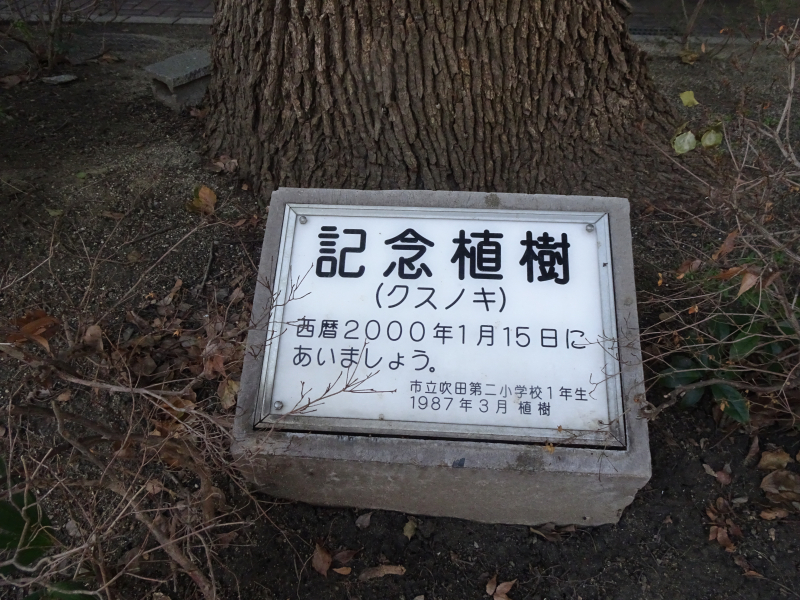 記念植樹
(クスノキ)
西暦2000年1月15日に
あいましょう。
市立吹田第二小学校1年生
1987年3月 植樹